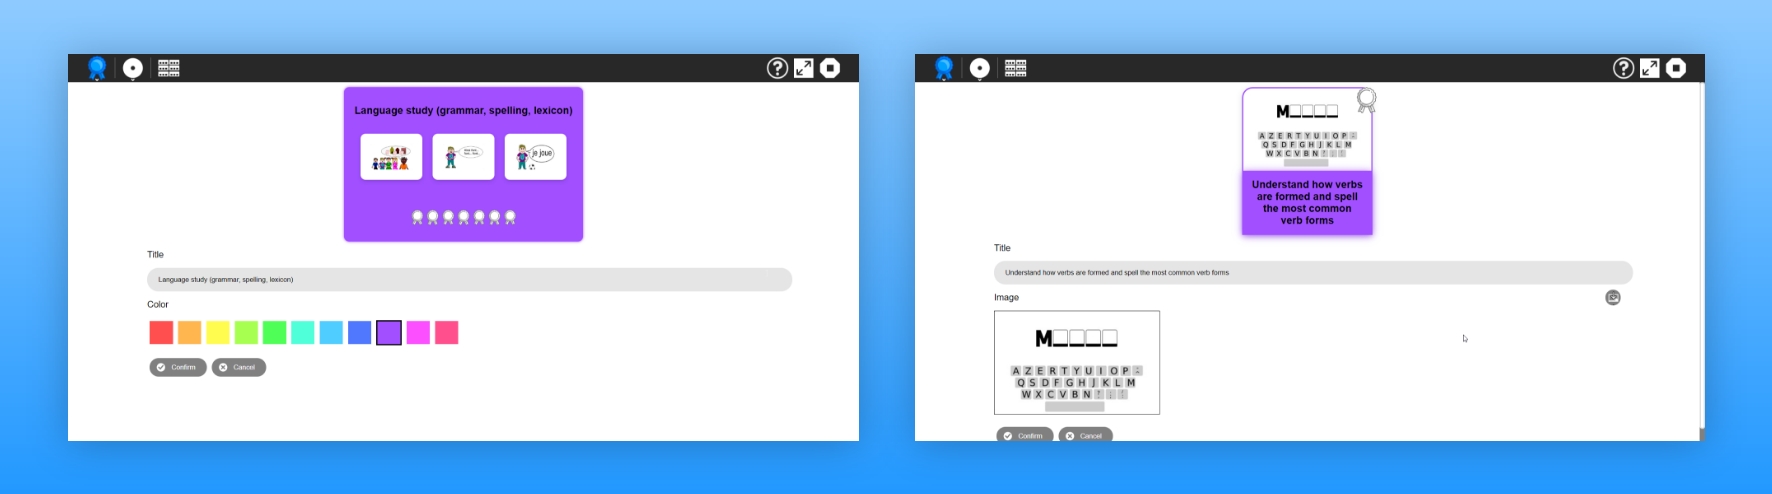 Language study (grammar, spelling, lexicon)
je joue
Title
Language study (grammar, spelling, lexicon)
Color
Confirm
Cancel
M
A Z E R T Y U I O P
Q S D F G H J K L M
W X C V B N
Understand how verbs
are formed and spell
the most common
verb forms
Title
Understand how verbs are formed and spell the most common verb forms
Image
M
A Z E R T Y U I O P
Q S D F G H J K L M
W X C V B N
Confirm
Cancel